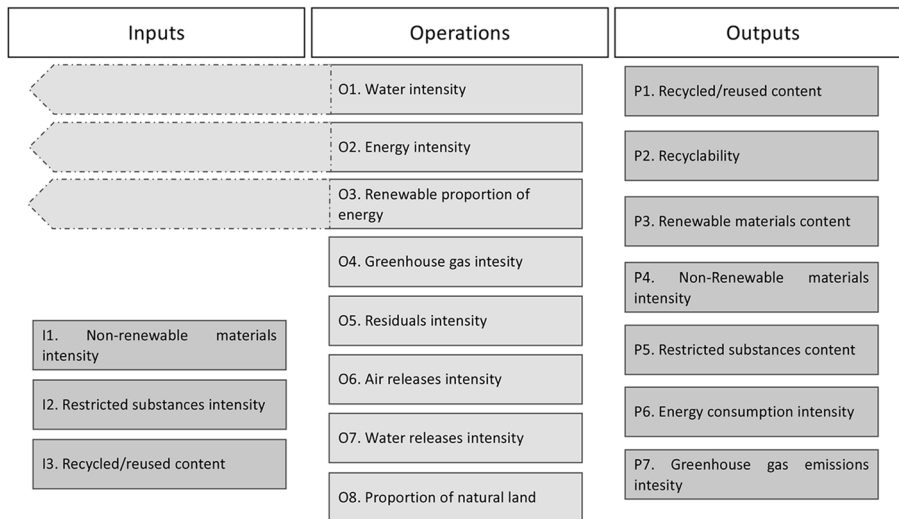 Inputs
Operations
Outputs
O1. Water intensity
O2. Energy intensity
O3. Renewable proportion of
energy
O4. Greenhouse gas intesity
O5. Residuals intensity
O6. Air releases intensity
O7. Water releases intensity
O8. Proportion of natural land
I1. Non-renewable materials
intensity
I2. Restricted substances intensity
I3. Recycled/reused content
P1. Recycled/reused content
P2. Recyclability
P3. Renewable materials content
P4. Non-Renewable materials
intensity
P5. Restricted substances content
P6. Energy consumption intensity
P7. Greenhouse gas emissions
intesity